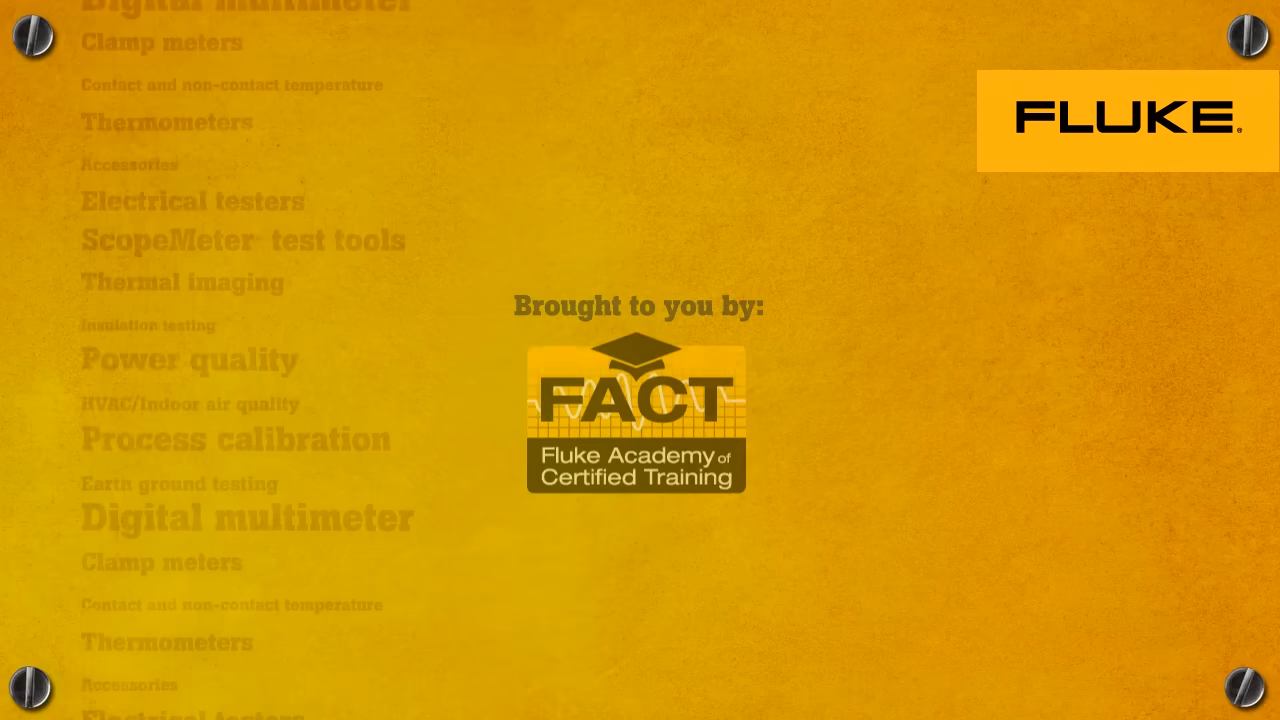 Digital multimeter
Clamp meters
Contact and non-contact temperature
Thermometers
Accessories
Electrical testers
ScopeMeter test tools
Thermal imaging
Insulation testing
Power quality
HVAC/Indoor air quality
Process calibration
Earth ground testing
Digital multimeter
Clamp meters
Contact and non-contact temperature
Thermometers
Accessories
Electrical testers
FLUKE®
Brought to you by:
FACT
Fluke Academy of
Certified Training